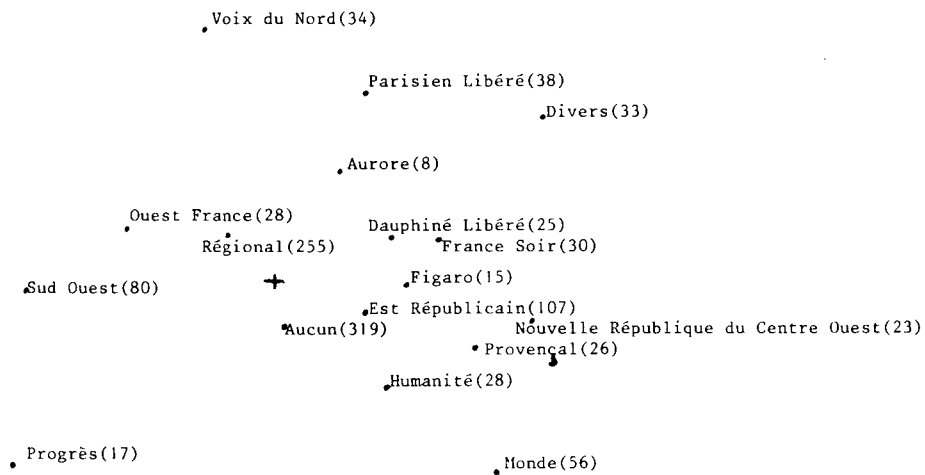 Voix du Nord(34)
Parisien Libéré(38)
Divers(33)
Aurore(8)
Ouest France(28)
Dauphiné Libéré(25)
Régional(255)
France Soir(30)
Figaro(15)
Sud Ouest(80)
Est Républicain(107)
Aucun(319)
Nouvelle République du Centre Ouest(23)
Provençal(26)
Humanité(28)
Progrès(17)
Monde(56)